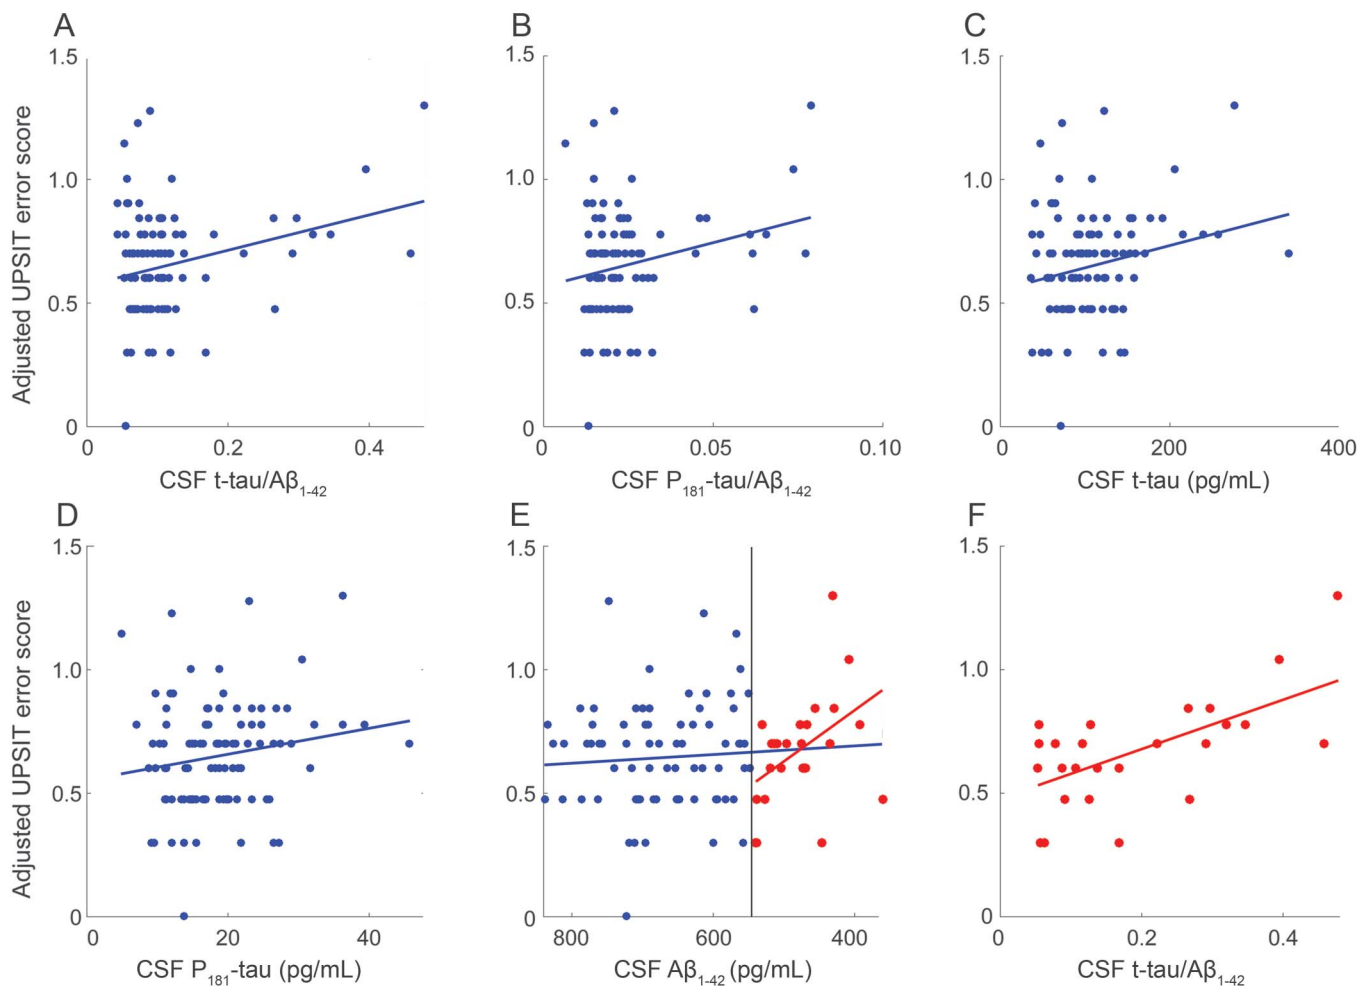 A
B
C
1.5
1.5
1.5
1.0
1.0
1.0
0.5
0.5
0.5
0
0
0
Adjusted UPSIT error score
0 0.2 0.4
0 0.05 0.10
0 200 400
CSF t-tau/Aβ1-42
CSF P181-tau/Aβ1-42
CSF t-tau (pg/mL)
D
E
F
1.5
1.5
1.5
1.0
1.0
1.0
0.5
0.5
0.5
0
0
0
Adjusted UPSIT error score
0 20 40
800 600 400
0 0.2 0.4
CSF P181-tau (pg/mL)
CSF Aβ1-42 (pg/mL)
CSF t-tau/Aβ1-42